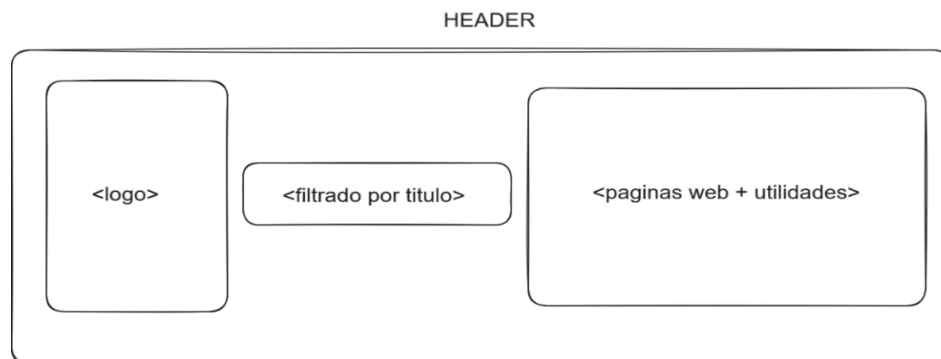 HEADER
<logo>
<filtrado por titulo>
<paginas web + utilidades>